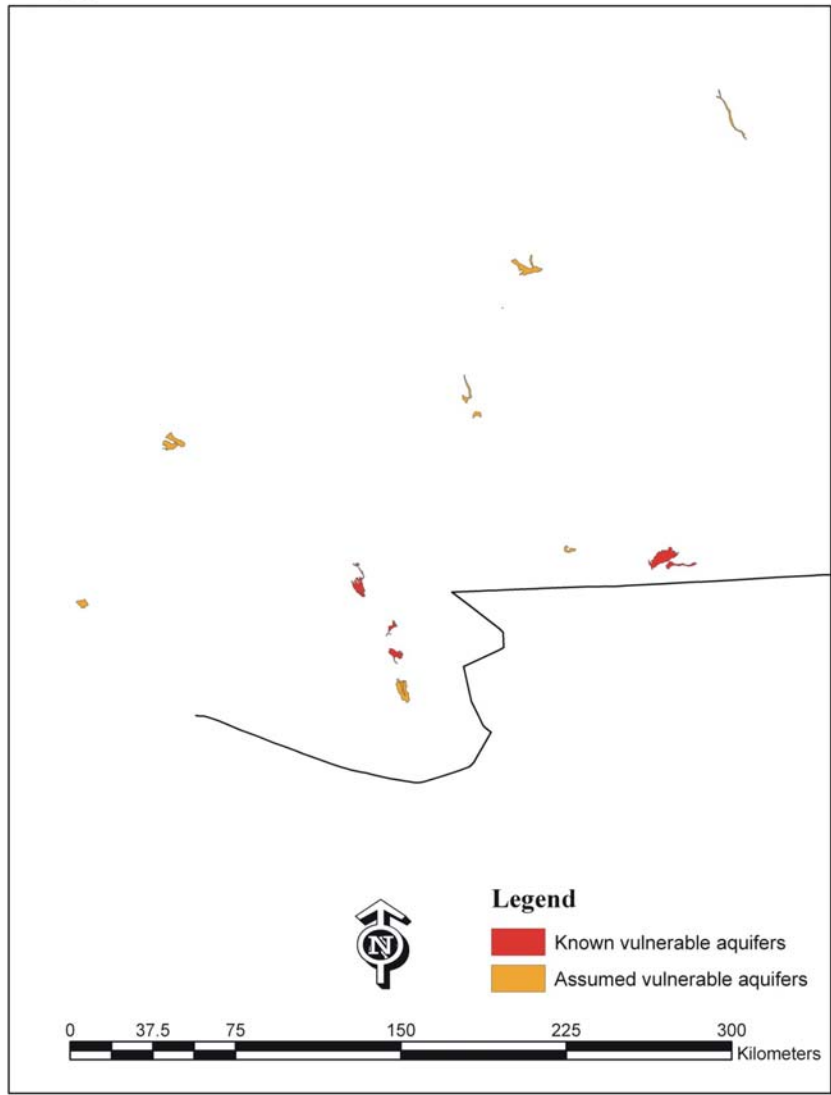 N
Legend
Known vulnerable aquifers
Assumed vulnerable aquifers
0 37.5 75 150 225 300
Kilometers